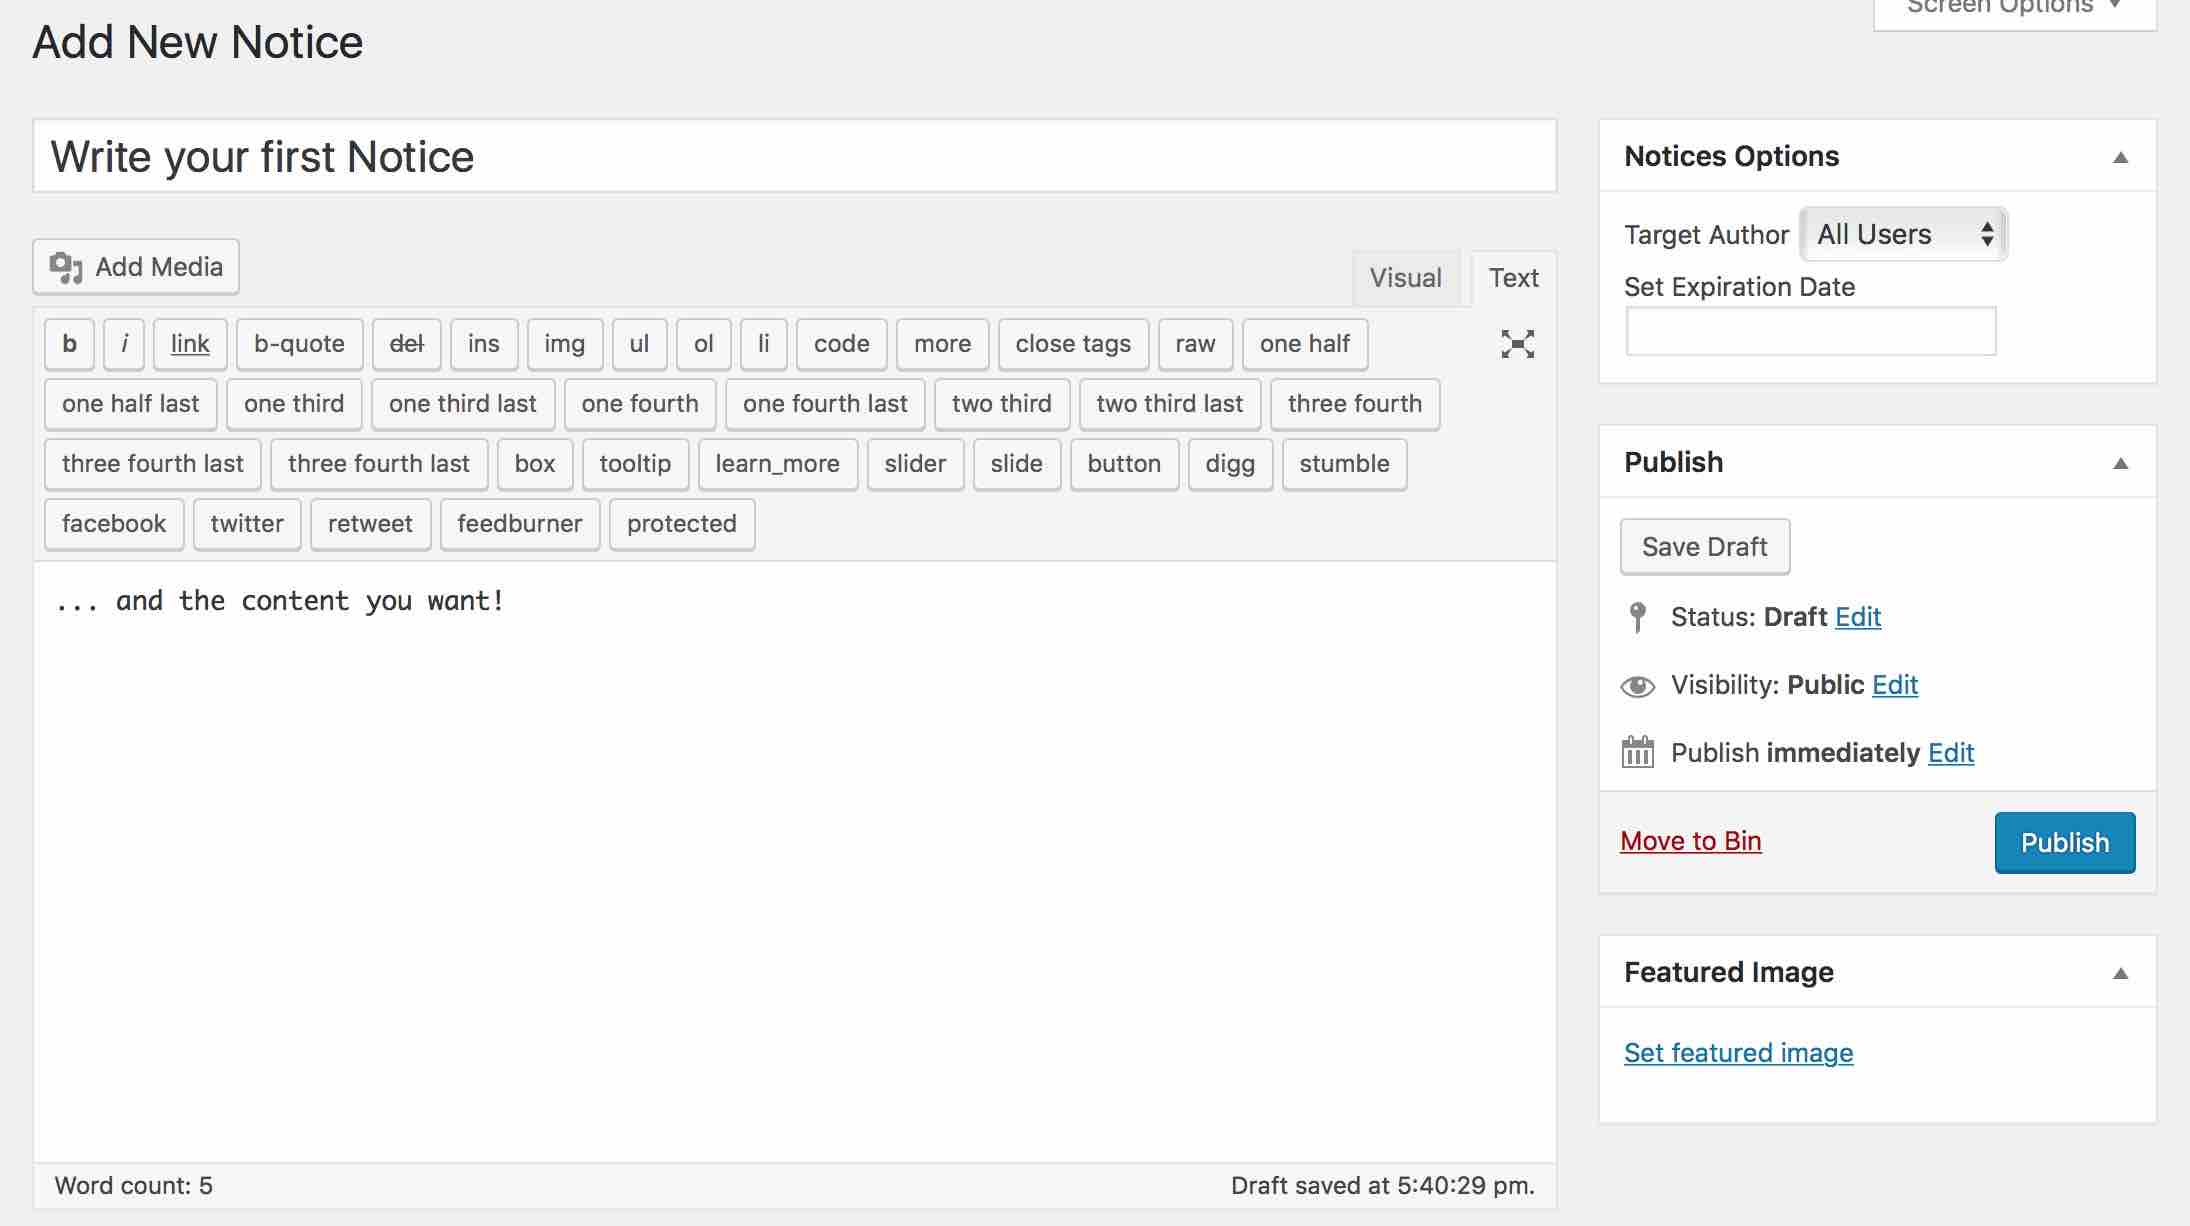 Screen Options ▼
Add New Notice
Write your first Notice
Add Media
Visual Text
b i link b-quote del ins img ul ol li code more close tags raw one half
one half last one third one third last one fourth one fourth last two third two third last three fourth
three fourth last three fourth last box tooltip learn_more slider slide button digg stumble
facebook twitter retweet feedburner protected
... and the content you want!
Word count: 5
Draft saved at 5:40:29 pm.
Notices Options
Target Author All Users
Set Expiration Date
Publish
Save Draft
Status: Draft Edit
Visibility: Public Edit
Publish immediately Edit
Move to Bin
Publish
Featured Image
Set featured image